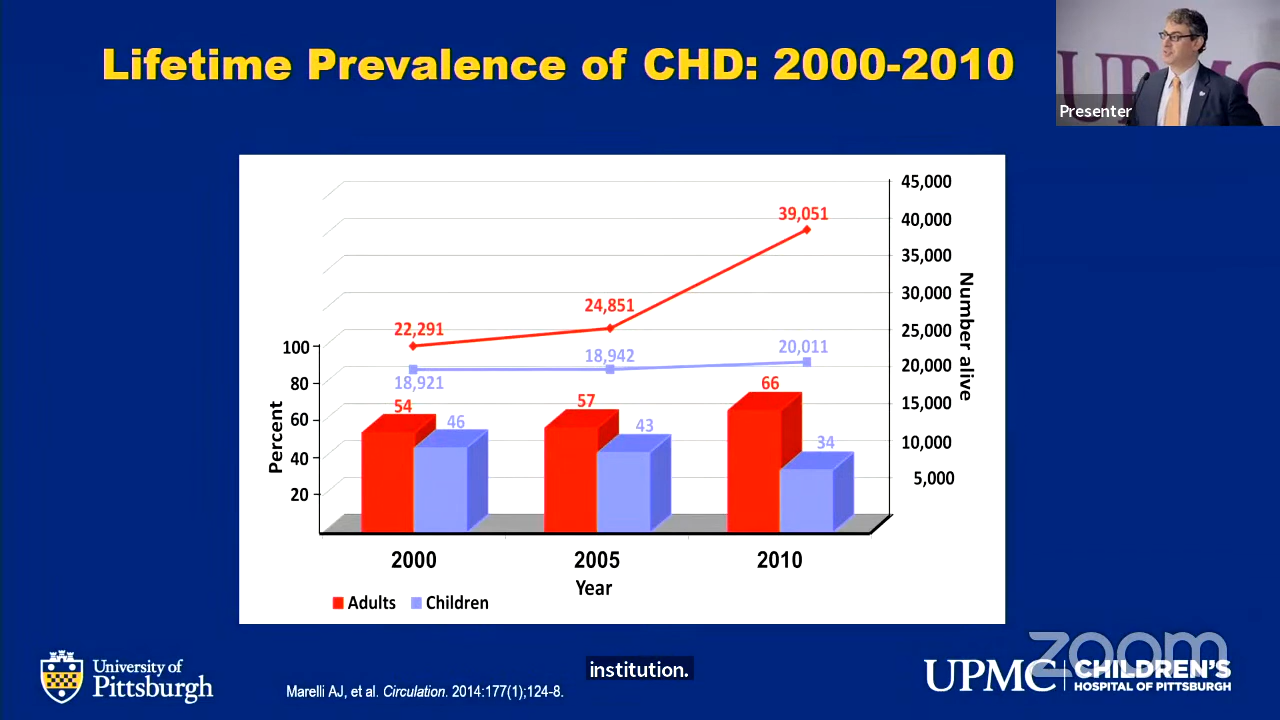 Lifetime Prevalence of CHD: 2000-2010
UPMC
Presenter
45,000
40,000
35,000
30,000
25,000
20,000
15,000
10,000
5,000
Number alive
39,051
24,851
22,291
20,011
18,942
18,921
100
80
60
40
20
Percent
54
46
57
43
66
34
2000
2005
2010
Year
Adults
Children
zoom
institution.
University of
Pittsburgh
Marelli AJ, et al. Circulation. 2014:177(1);124-8.
UPMC
CHILDREN'S
HOSPITAL OF PITTSBURGH